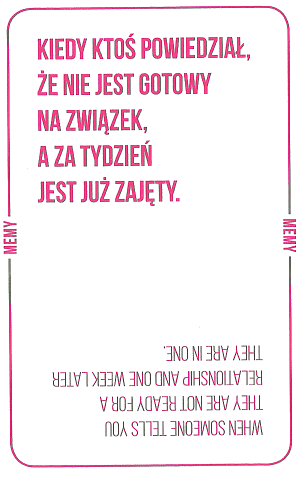 KIEDY KTOŚ POWIEDZIAŁ,
ŻE NIE JEST GOTOWY
NA ZWIĄZEK,
A ZA TYDZIEŃ
JEST JUŻ ZAJĘTY.
MEMY
MEMY
WHEN SOMEONE TELLS YOU
THEY ARE NOT READY FOR A
RELATIONSHIP AND ONE WEEK LATER
THEY ARE IN ONE.